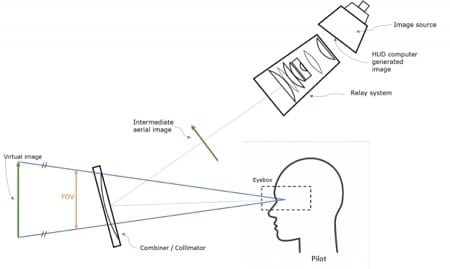 Image source
HUD computer
generated
image
Relay system
Intermediate
aerial image
Virtual image
FOV
Eyebox
Combiner / Collimator
Pilot